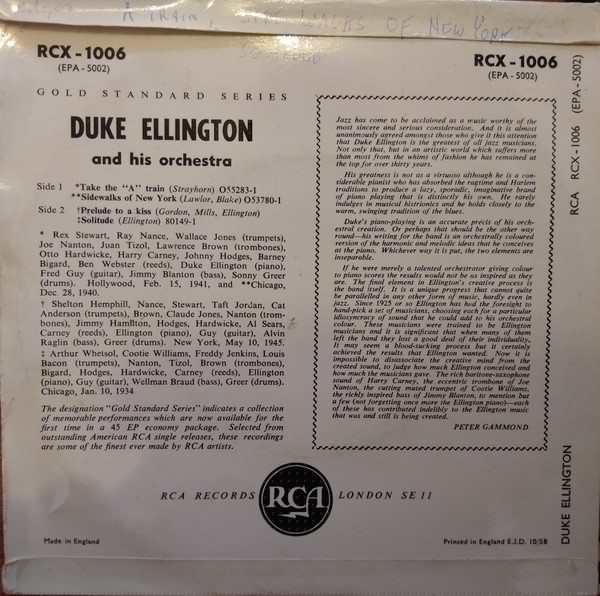 A TRAIN, SIDE WALKS OF NEW YORK
RCX - 1006
(EPA - 5002)
RCX - 1006
(EPA - 5002)
GOLD STANDARD SERIES
DUKE ELLINGTON
and his orchestra
Side 1 *Take the "A" train (Strayhorn) O55283-1
**Sidewalks of New York (Lawlor, Blake) O53780-1
Side 2 †Prelude to a kiss (Gordon, Mills, Ellington)
‡Solitude (Ellington) 80149-1
* Rex Stewart, Ray Nance, Wallace Jones (trumpets),
Joe Nanton, Juan Tizol, Lawrence Brown (trombones),
Otto Hardwicke, Harry Carney, Johnny Hodges, Barney
Bigard, Ben Webster (reeds), Duke Ellington (piano),
Fred Guy (guitar), Jimmy Blanton (bass), Sonny Greer
(drums). Hollywood, Feb. 15, 1941, and **Chicago,
Dec 28, 1940.
† Shelton Hemphill, Nance, Stewart, Taft Jordan, Cat
Anderson (trumpets), Brown, Claude Jones, Nanton (trom-
bones), Jimmy Hamilton, Hodges, Hardwicke, Al Sears,
Carney (reeds), Ellington (piano), Guy (guitar), Alvin
Raglin (bass), Greer (drums). New York, May 10, 1945.
‡ Arthur Whetsol, Cootie Williams, Freddy Jenkins, Louis
Bacon (trumpets), Nanton, Tizol, Brown (trombones),
Bigard, Hodges, Hardwicke, Carney (reeds), Ellington
(piano), Guy (guitar), Wellman Braud (bass), Greer (drums).
Chicago, Jan. 10, 1934
The designation "Gold Standard Series" indicates a collection
of memorable performances which are now available for the
first time in a 45 EP economy package. Selected from
outstanding American RCA single releases, these recordings
are some of the finest ever made by RCA artists.
Jazz has come to be acclaimed as a music worthy of the
most sincere and serious consideration. And it is almost
unanimously agreed amongst those who give it this attention
that Duke Ellington is the greatest of all jazz musicians.
Not only that, but in an artistic world which suffers more
than most from the whims of fashion he has remained at
the top for over thirty years.
His greatness is not as a virtuoso although he is a con-
siderable pianist who has absorbed the ragtime and Harlem
traditions to produce a lazy, sporadic, imaginative brand
of piano playing that is distinctly his own. He rarely
indulges in musical histrionics and he holds closely to the
warm, swinging tradition of the blues.
Duke's piano-playing is an accurate précis of his orch-
estral creation. Or perhaps that should be the other way
round—his writing for the band is an orchestrally coloured
version of the harmonic and melodic ideas that he conceives
at the piano. Whichever way it is put, the two elements are
inseparable.
If he were merely a talented orchestrator giving colour
to piano scores the results would not be as inspired as they
are. The final element in Ellington's creative process is
the band itself. It is a unique progress that cannot quite
be parallelled in any other form of music, hardly even in
jazz. Since 1925 or so Ellington has had the foresight to
hand-pick a set of musicians, choosing each for a particular
idiosyncracy of sound that he could add to his orchestral
colour. These musicians were trained to be Ellington
musicians and it is significant that when many of them
left the band they lost a good deal of their individuality.
It may seem a blood-sucking process but it certainly
achieved the results that Ellington wanted. Now it is
impossible to disassociate the creative mind from the
created sound, to judge how much Ellington conceived and
how much the musicians gave. The rich baritone-saxophone
sound of Harry Carney, the eccentric trombone of Joe
Nanton, the cutting muted trumpet of Cootie Williams,
the richly inspired bass of Jimmy Blanton, to mention but
a few (not forgetting once more the Ellington piano)—each
of these has contributed indelibly to the Ellington music
that was and still is being created.
PETER GAMMOND
RCA RCX - 1006 (EPA - 5002)
DUKE ELLINGTON
RCA RECORDS
RCA
LONDON SE 11
Made in England
Printed in England E.J.D. 10/58